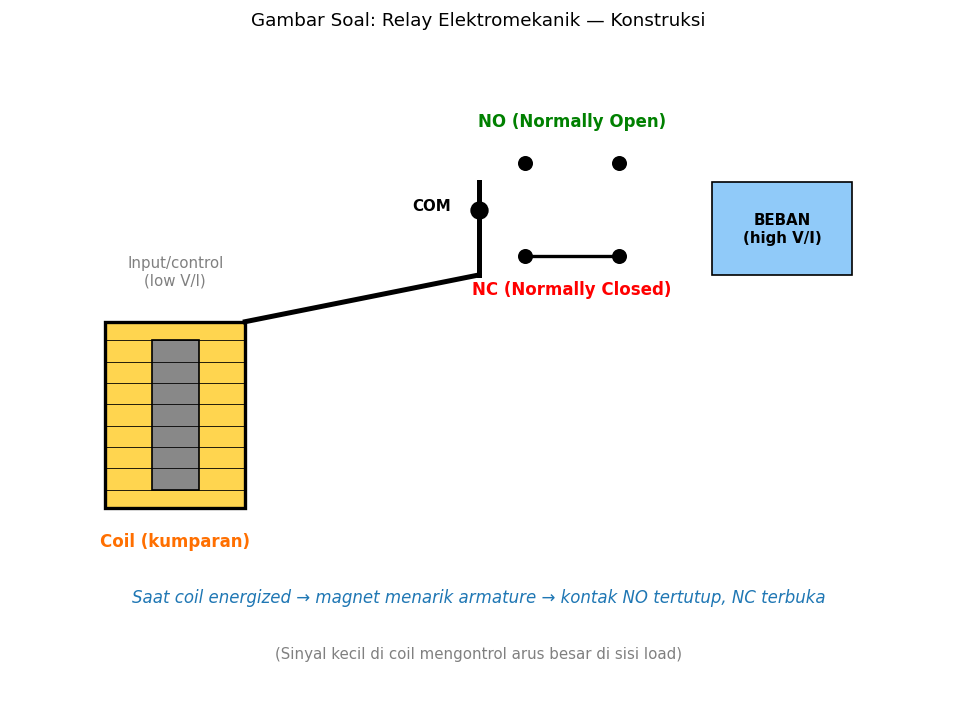 Gambar Soal: Relay Elektromekanik — Konstruksi
NO (Normally Open)
COM
BEBAN
(high V/I)
Input/control
(low V/I)
NC (Normally Closed)
Coil (kumparan)
Saat coil energized → magnet menarik armature → kontak NO tertutup, NC terbuka
(Sinyal kecil di coil mengontrol arus besar di sisi load)